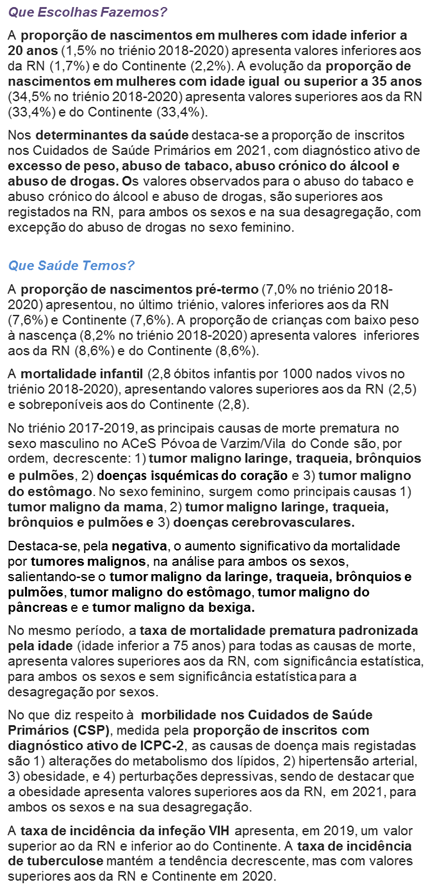 Que Escolhas Fazemos?
A proporção de nascimentos em mulheres com idade inferior a
20 anos (1,5% no triénio 2018-2020) apresenta valores inferiores aos
da RN (1,7%) e do Continente (2,2%). A evolução da proporção de
nascimentos em mulheres com idade igual ou superior a 35 anos
(34,5% no triénio 2018-2020) apresenta valores superiores aos da RN
(33,4%) e do Continente (33,4%).
Nos determinantes da saúde destaca-se a proporção de inscritos
nos Cuidados de Saúde Primários em 2021, com diagnóstico ativo de
excesso de peso, abuso de tabaco, abuso crónico do álcool e
abuso de drogas. Os valores observados para o abuso do tabaco e
abuso crónico do álcool e abuso de drogas, são superiores aos
registados na RN, para ambos os sexos e na sua desagregação, com
excepção do abuso de drogas no sexo feminino.
Que Saúde Temos?
A proporção de nascimentos pré-termo (7,0% no triénio 2018-
2020) apresentou, no último triénio, valores inferiores aos da RN
(7,6%) e Continente (7,6%). A proporção de crianças com baixo peso
à nascença (8,2% no triénio 2018-2020) apresenta valores inferiores
aos da RN (8,6%) e do Continente (8,6%).
A mortalidade infantil (2,8 óbitos infantis por 1000 nados vivos no
triénio 2018-2020), apresentando valores superiores aos da RN (2,5)
e sobreponíveis aos do Continente (2,8).
No triénio 2017-2019, as principais causas de morte prematura no
sexo masculino no ACeS Póvoa de Varzim/Vila do Conde são, por
ordem, decrescente: 1) tumor maligno laringe, traqueia, brônquios
e pulmões, 2) doenças isquémicas do coração e 3) tumor maligno
do estômago. No sexo feminino, surgem como principais causas 1)
tumor maligno da mama, 2) tumor maligno laringe, traqueia,
brônquios e pulmões e 3) doenças cerebrovasculares.
Destaca-se, pela negativa, o aumento significativo da mortalidade
por tumores malignos, na análise para ambos os sexos,
salientando-se o tumor maligno da laringe, traqueia, brônquios e
pulmões, tumor maligno do estômago, tumor maligno do
pâncreas e e tumor maligno da bexiga.
No mesmo período, a taxa de mortalidade prematura padronizada
pela idade (idade inferior a 75 anos) para todas as causas de morte,
apresenta valores superiores aos da RN, com significância estatística,
para ambos os sexos e sem significância estatística para a
desagregação por sexos.
No que diz respeito à morbilidade nos Cuidados de Saúde
Primários (CSP), medida pela proporção de inscritos com
diagnóstico ativo de ICPC-2, as causas de doença mais registadas
são 1) alterações do metabolismo dos lípidos, 2) hipertensão arterial,
3) obesidade, e 4) perturbações depressivas, sendo de destacar que
a obesidade apresenta valores superiores aos da RN, em 2021, para
ambos os sexos e na sua desagregação.
A taxa de incidência da infeção VIH apresenta, em 2019, um valor
superior ao da RN e inferior ao do Continente. A taxa de incidência
de tuberculose mantém a tendência decrescente, mas com valores
superiores aos da RN e Continente em 2020.